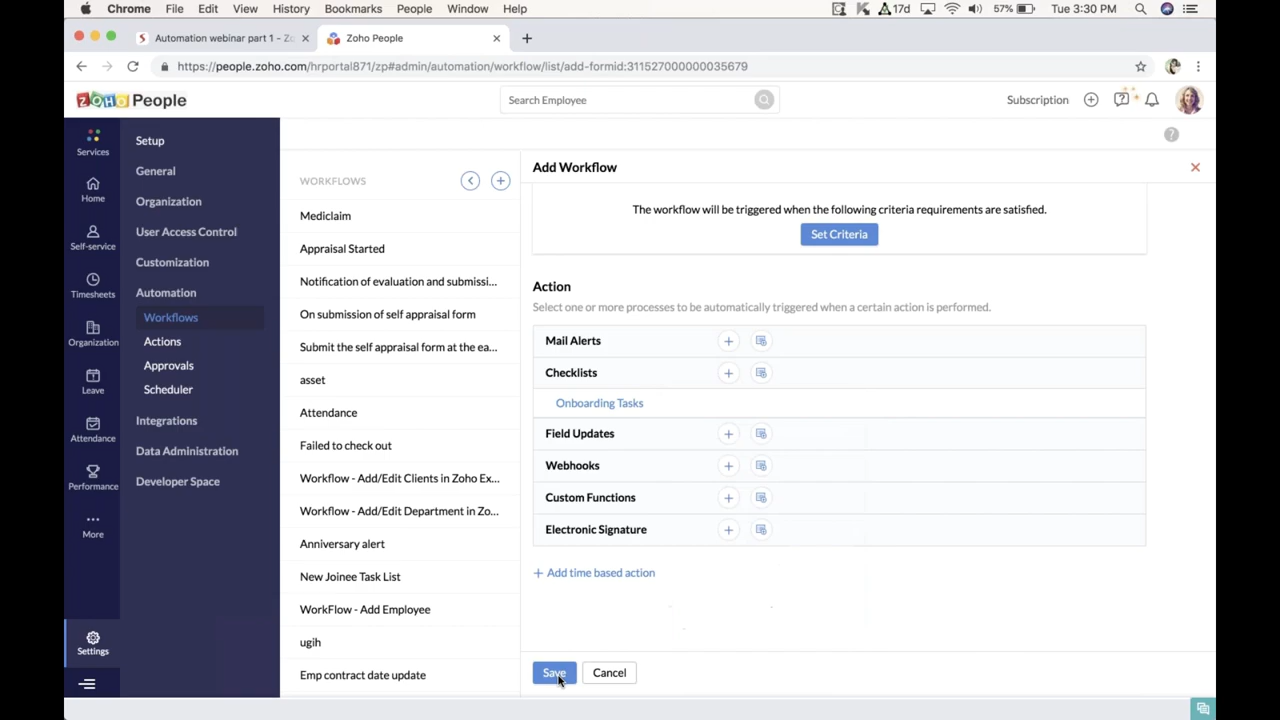 Chrome File Edit View History Bookmarks People Window Help 17d 57% Tue 3:30 PM
Automation webinar part 1 - Zo
Zoho People
https://people.zoho.com/hrportal871/zp#admin/automation/workflow/list/add-formid:311527000000035679
ZOHO People
Search Employee
Subscription
Services
Home
Self-service
Timesheets
Organization
Leave
Attendance
Performance
More
Settings
Setup
General
Organization
User Access Control
Customization
Automation
Workflows
Actions
Approvals
Scheduler
Integrations
Data Administration
Developer Space
WORKFLOWS
Mediclaim
Appraisal Started
Notification of evaluation and submissi...
On submission of self appraisal form
Submit the self appraisal form at the ea...
asset
Attendance
Failed to check out
Workflow - Add/Edit Clients in Zoho Ex...
Workflow - Add/Edit Department in Zo...
Anniversary alert
New Joinee Task List
WorkFlow - Add Employee
ugih
Emp contract date update
Add Workflow
The workflow will be triggered when the following criteria requirements are satisfied.
Set Criteria
Action
Select one or more processes to be automatically triggered when a certain action is performed.
Mail Alerts
Checklists
Onboarding Tasks
Field Updates
Webhooks
Custom Functions
Electronic Signature
+ Add time based action
Save
Cancel